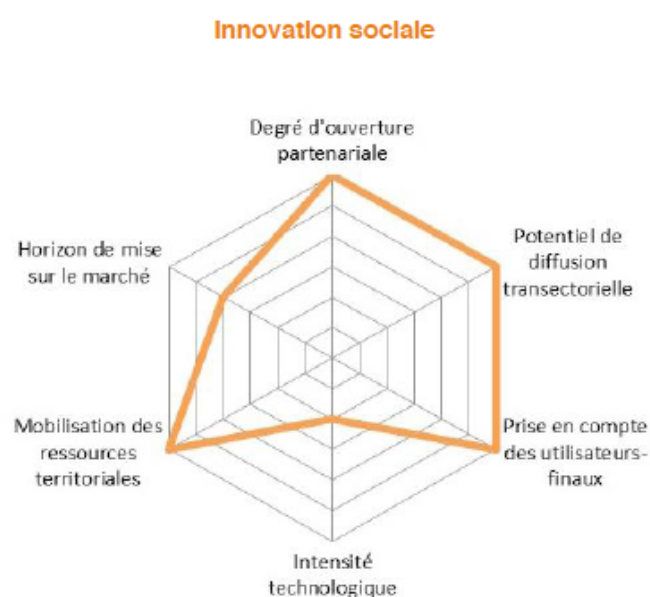 Innovation sociale
Degré d'ouverture
partenariale
Potentiel de
diffusion
transectorielle
Prise en compte
des utilisateurs-
finaux
Intensité
technologique
Mobilisation des
ressources
territoriales
Horizon de mise
sur le marché